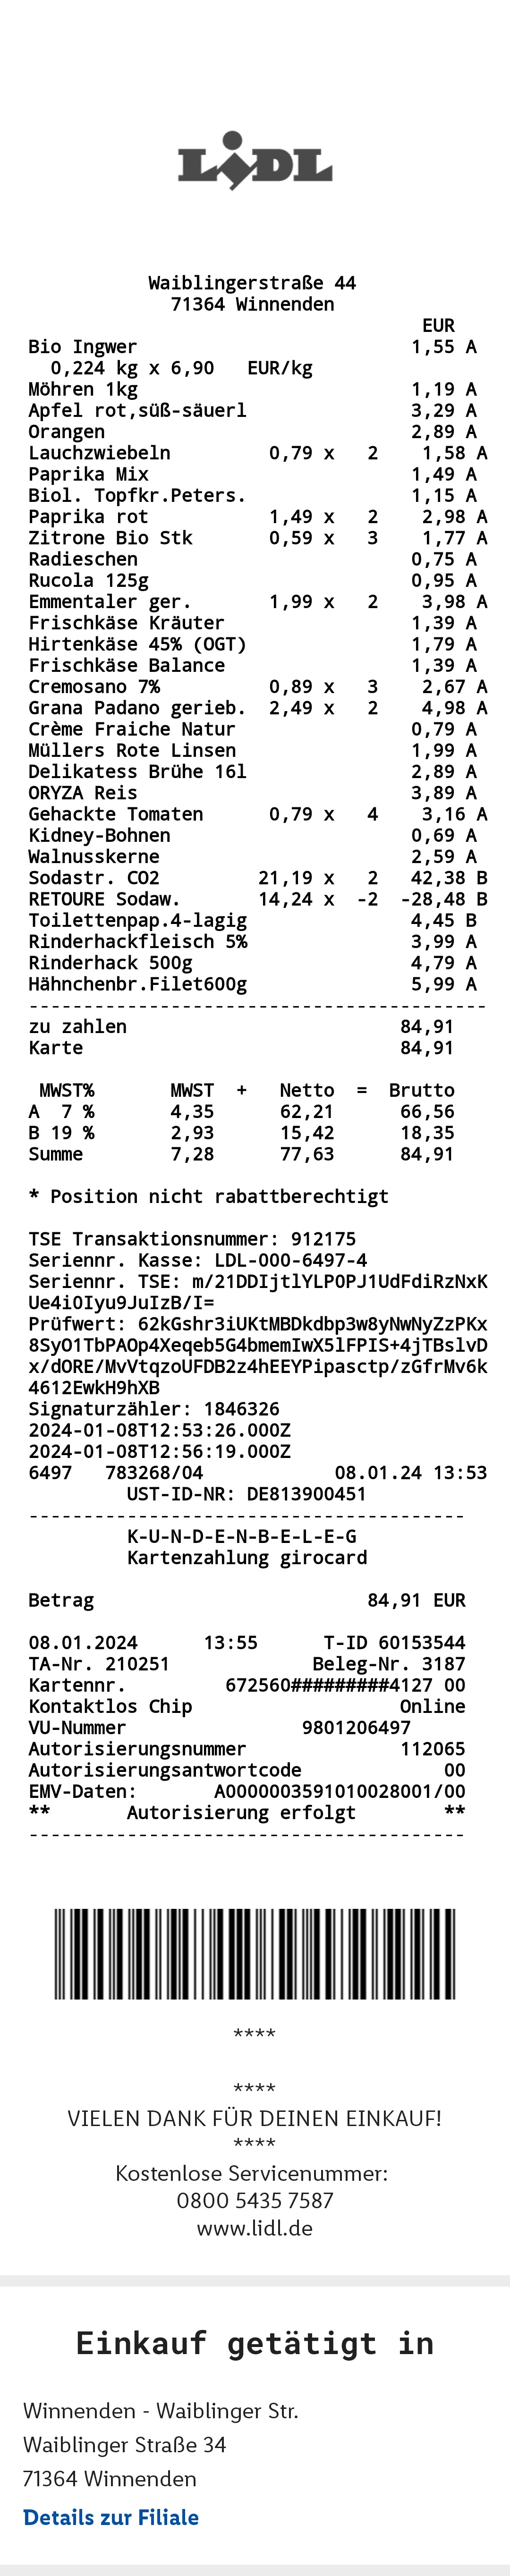 LIDL
Waiblingerstraße 44
71364 Winnenden
EUR
Bio Ingwer 1,55 A
0,224 kg x 6,90 EUR/kg
Möhren 1kg 1,19 A
Apfel rot,süß-säuerl 3,29 A
Orangen 2,89 A
Lauchzwiebeln 0,79 x 2 1,58 A
Paprika Mix 1,49 A
Biol. Topfkr.Peters. 1,15 A
Paprika rot 1,49 x 2 2,98 A
Zitrone Bio Stk 0,59 x 3 1,77 A
Radieschen 0,75 A
Rucola 125g 0,95 A
Emmentaler ger. 1,99 x 2 3,98 A
Frischkäse Kräuter 1,39 A
Hirtenkäse 45% (OGT) 1,79 A
Frischkäse Balance 1,39 A
Cremosano 7% 0,89 x 3 2,67 A
Grana Padano gerieb. 2,49 x 2 4,98 A
Crème Fraiche Natur 0,79 A
Müllers Rote Linsen 1,99 A
Delikatess Brühe 16l 2,89 A
ORYZA Reis 3,89 A
Gehackte Tomaten 0,79 x 4 3,16 A
Kidney-Bohnen 0,69 A
Walnusskerne 2,59 A
Sodastr. CO2 21,19 x 2 42,38 B
RETOURE Sodaw. 14,24 x -2 -28,48 B
Toilettenpap.4-lagig 4,45 B
Rinderhackfleisch 5% 3,99 A
Rinderhack 500g 4,79 A
Hähnchenbr.Filet600g 5,99 A
------------------------------------------
zu zahlen 84,91
Karte 84,91
MWST% MWST + Netto = Brutto
A 7 % 4,35 62,21 66,56
B 19 % 2,93 15,42 18,35
Summe 7,28 77,63 84,91
* Position nicht rabattberechtigt
TSE Transaktionsnummer: 912175
Seriennr. Kasse: LDL-000-6497-4
Seriennr. TSE: m/21DDIjtlYLP0PJ1UdFdiRzNxK
Ue4i0Iyu9JuIzB/I=
Prüfwert: 62kGshr3iUKtMBDkdbp3w8yNwNyZzPKx
8SyO1TbPAOp4Xeqeb5G4bmemIwX5lFPIS+4jTBslvD
x/dORE/MvVtqzoUFDB2z4hEEYPipasctp/zGfrMv6k
4612EwkH9hXB
Signaturzähler: 1846326
2024-01-08T12:53:26.000Z
2024-01-08T12:56:19.000Z
6497 783268/04 08.01.24 13:53
UST-ID-NR: DE813900451
----------------------------------------
K-U-N-D-E-N-B-E-L-E-G
Kartenzahlung girocard
Betrag 84,91 EUR
08.01.2024 13:55 T-ID 60153544
TA-Nr. 210251 Beleg-Nr. 3187
Kartennr. 672560#########4127 00
Kontaktlos Chip Online
VU-Nummer 9801206497
Autorisierungsnummer 112065
Autorisierungsantwortcode 00
EMV-Daten: A0000003591010028001/00
** Autorisierung erfolgt **
----------------------------------------
****
****
VIELEN DANK FÜR DEINEN EINKAUF!
****
Kostenlose Servicenummer:
0800 5435 7587
www.lidl.de
Einkauf getätigt in
Winnenden - Waiblinger Str.
Waiblinger Straße 34
71364 Winnenden
Details zur Filiale